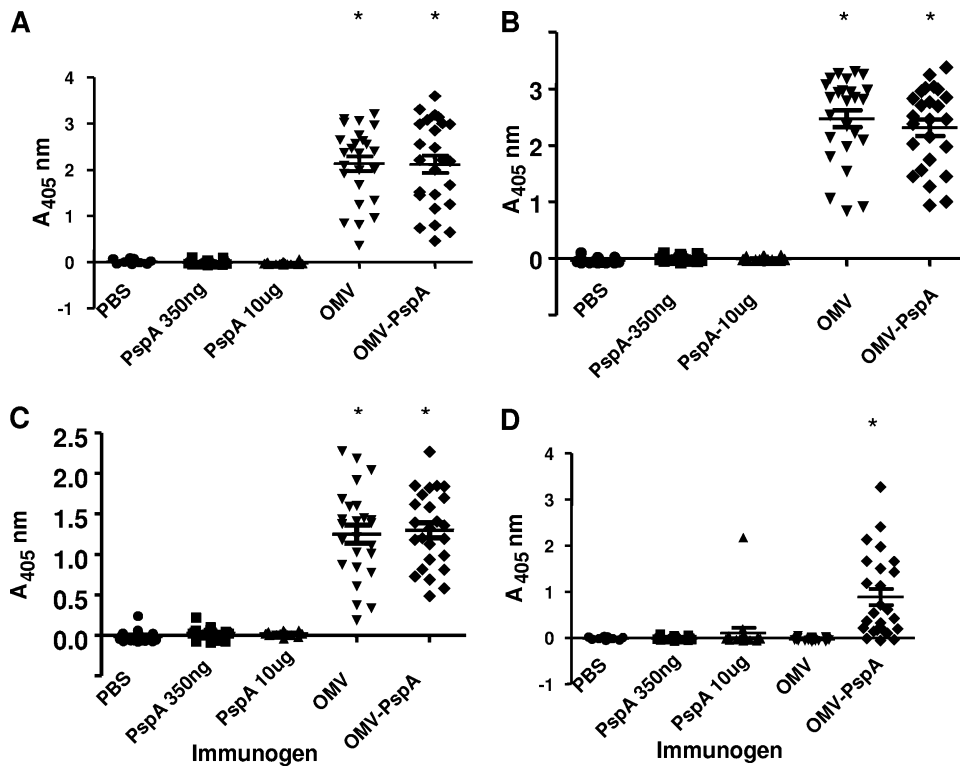 A
B
* *
* *
A405 nm
4
3
2
1
0
-1
PBS
PspA 350ng
PspA 10ug
OMV
OMV-PspA
A405 nm
3
2
1
0
PBS
PspA-350ng
PspA-10ug
OMV
OMV-PspA
C
D
* *
*
A405 nm
2.5
2.0
1.5
1.0
0.5
0.0
PBS
PspA 350ng
PspA 10ug
OMV
OMV-PspA
Immunogen
A405 nm
4
3
2
1
0
-1
PBS
PspA 350ng
PspA 10ug
OMV
OMV-PspA
Immunogen